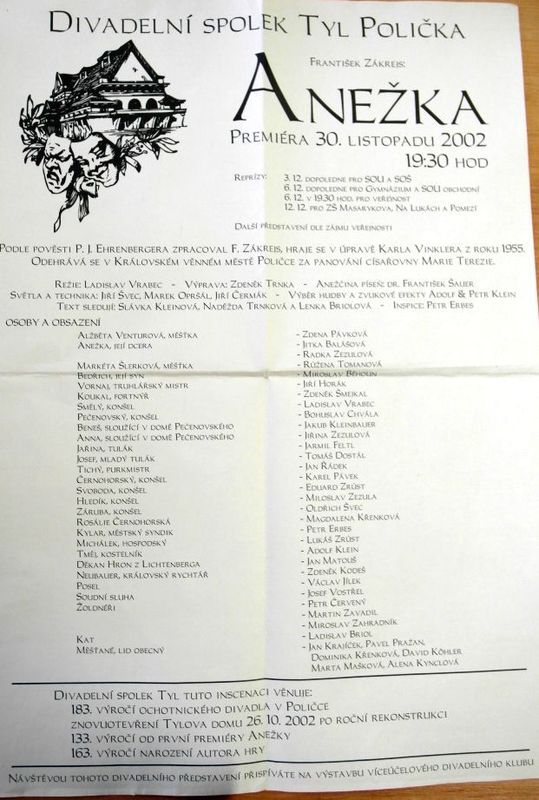 Divadelní spolek Tyl Polička
František Zákrejs:
Anežka
Premiéra 30. listopadu 2002
19:30 hod
Reprízy:
3. 12. dopoledne pro SOU a SOŠ
6. 12. dopoledne pro Gymnázium a SOU obchodní
6. 12. v 19.30 hod. pro veřejnost
12. 12. pro ZŠ Masarykova, Na Lukách a Pomezí
Další představení dle zájmu veřejnosti
Podle pověsti P. J. Ehrenbergera zpracoval F. Zákrejs, hraje se v úpravě Karla Vinklera z roku 1955.
Odehrává se v Královském věnném městě Poličce za panování císařovny Marie Terezie.
Režie: Ladislav Vrabec - Výprava: Zdeněk Trnka - Anežčina píseň: dr. František Šauer
Světla a technika: Jiří Švec, Marek Opršál, Jiří Čermák - Výběr hudby a zvukové efekty Adolf & Petr Klein
Text sleduje: Slávka Kleinová, Naděžda Trnková a Lenka Briolová - Inspice: Petr Erbes
Osoby a obsazení
Alžběta Venturová, měšťka
Anežka, její dcera
Markéta Šlerková, měšťka
Bedřich, její syn
Vornaj, truhlářský mistr
Koukal, fortnýř
Smělý, konšel
Pečenovský, konšel
Beneš, sloužící v domě Pečenovského
Anna, sloužící v domě Pečenovského
Jařina, tulák
Josef, mladý tulák
Tichý, purkmistr
Černohorský, konšel
Svoboda, konšel
Hledík, konšel
Záruba, konšel
Rosálie Černohorská
Kylar, městský syndik
Michálek, hospodský
Tměj, kostelník
Děkan Hron z Lichtenberga
Neubauer, královský rychtář
Posel
Soudní sluha
Žoldnéři
Kat
Měšťané, lid obecný
- Zdena Pávková
- Jitka Balášová
- Radka Zezulová
- Růžena Tomanová
- Miroslav Běhoun
- Jiří Horák
- Zdeněk Smejkal
- Ladislav Vrabec
- Bohuslav Chvála
- Jakub Kleinbauer
- Jiřina Zezulová
- Jarmil Feltl
- Tomáš Dostál
- Jan Řádek
- Karel Pávek
- Eduard Zrůst
- Miloslav Zezula
- Oldřich Švec
- Magdalena Křenková
- Petr Erbes
- Lukáš Zrůst
- Adolf Klein
- Jan Matouš
- Zdeněk Kodeš
- Václav Jílek
- Josef Vostřel
- Petr Červený
- Martin Zavadil
- Miroslav Zahradník
- Ladislav Briol
- Jan Krajíček, Pavel Pražan,
Dominika Křenková, David Köhler
Marta Mašková, Alena Kynclová
Divadelní spolek Tyl tuto inscenaci věnuje:
183. výročí ochotnického divadla v Poličce
znovuotevření Tylova domu 26. 10. 2002 po roční rekonstrukci
133. výročí od první premiéry Anežky
163. výročí narození autora hry
Návštěvou tohoto divadelního představení přispíváte na výstavbu víceúčelového divadelního klubu